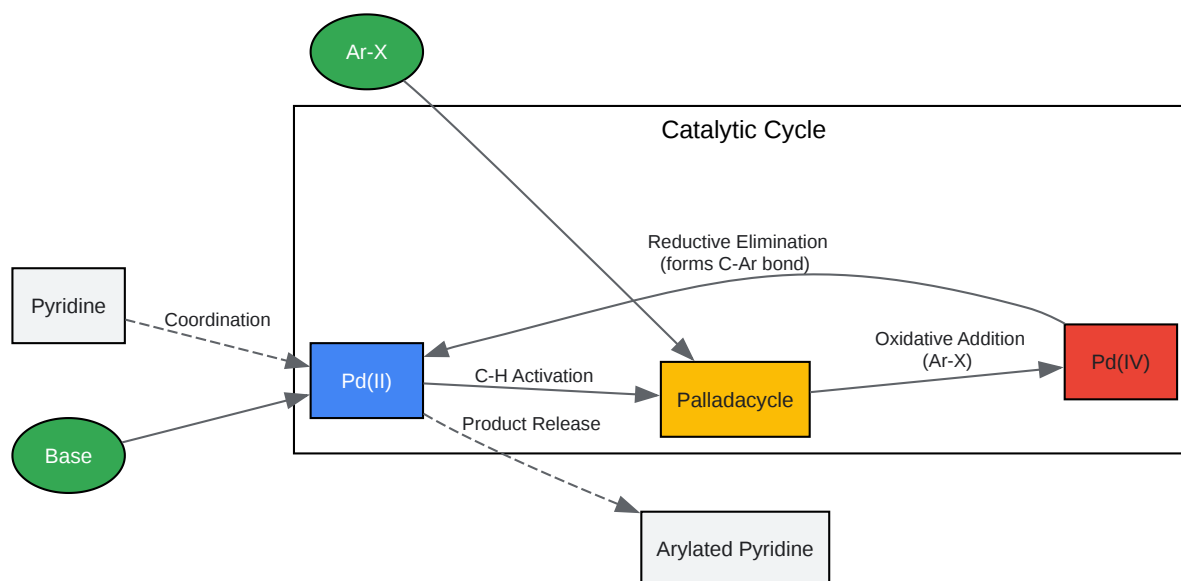 Ar-X
Catalytic Cycle
Reductive Elimination
(forms C-Ar bond)
Pyridine
Coordination
Oxidative Addition
(Ar-X)
Pd(II)
C-H Activation
Palladacycle
Pd(IV)
Product Release
Base
Arylated Pyridine